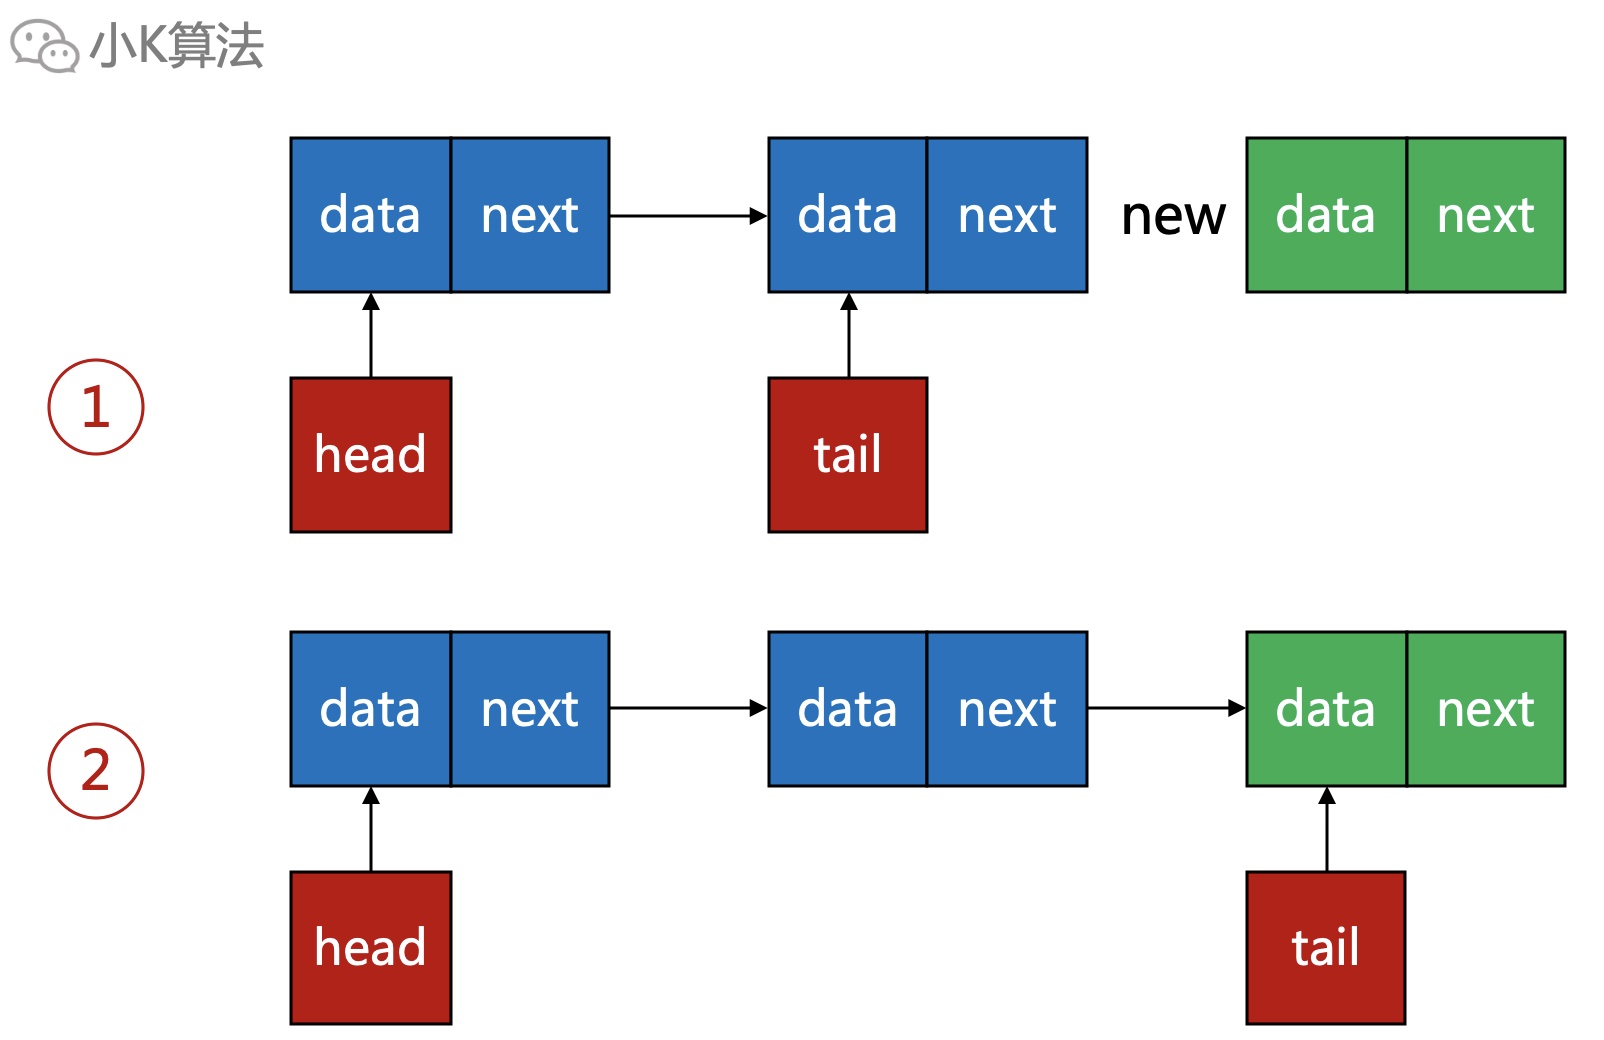 小K算法
data next data next new data next
1
head tail
data next data next data next
2
head tail